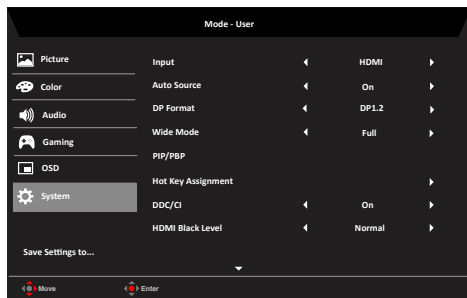 Mode - User
Picture
Color
Audio
Gaming
OSD
System
Save Settings to...
Input HDMI
Auto Source On
DP Format DP1.2
Wide Mode Full
PIP/PBP
Hot Key Assignment
DDC/CI On
HDMI Black Level Normal
Move Enter